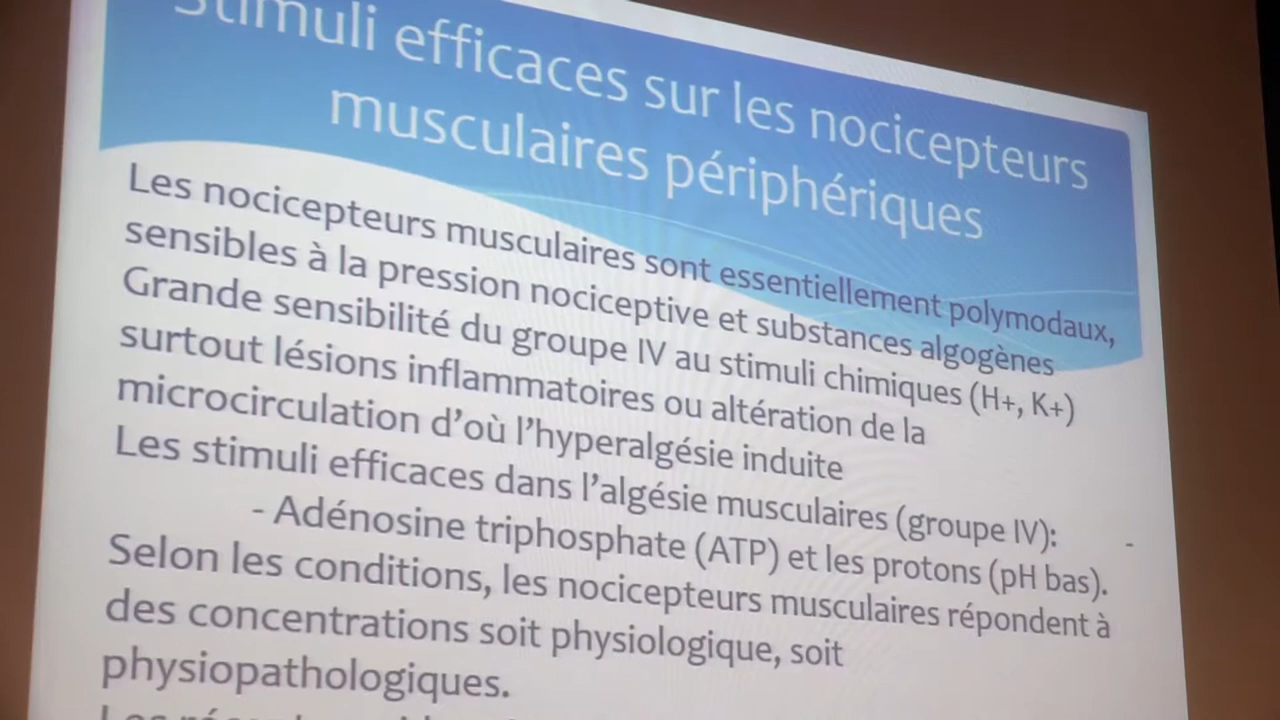 Stimuli efficaces sur les nocicepteurs
musculaires périphériques
Les nocicepteurs musculaires sont essentiellement polymodaux,
sensibles à la pression nociceptive et substances algogènes
Grande sensibilité du groupe IV au stimuli chimiques (H+, K+)
surtout lésions inflammatoires ou altération de la
microcirculation d'où l'hyperalgésie induite
Les stimuli efficaces dans l'algésie musculaires (groupe IV): -
- Adénosine triphosphate (ATP) et les protons (pH bas).
Selon les conditions, les nocicepteurs musculaires répondent à
des concentrations soit physiologique, soit
physiopathologiques.